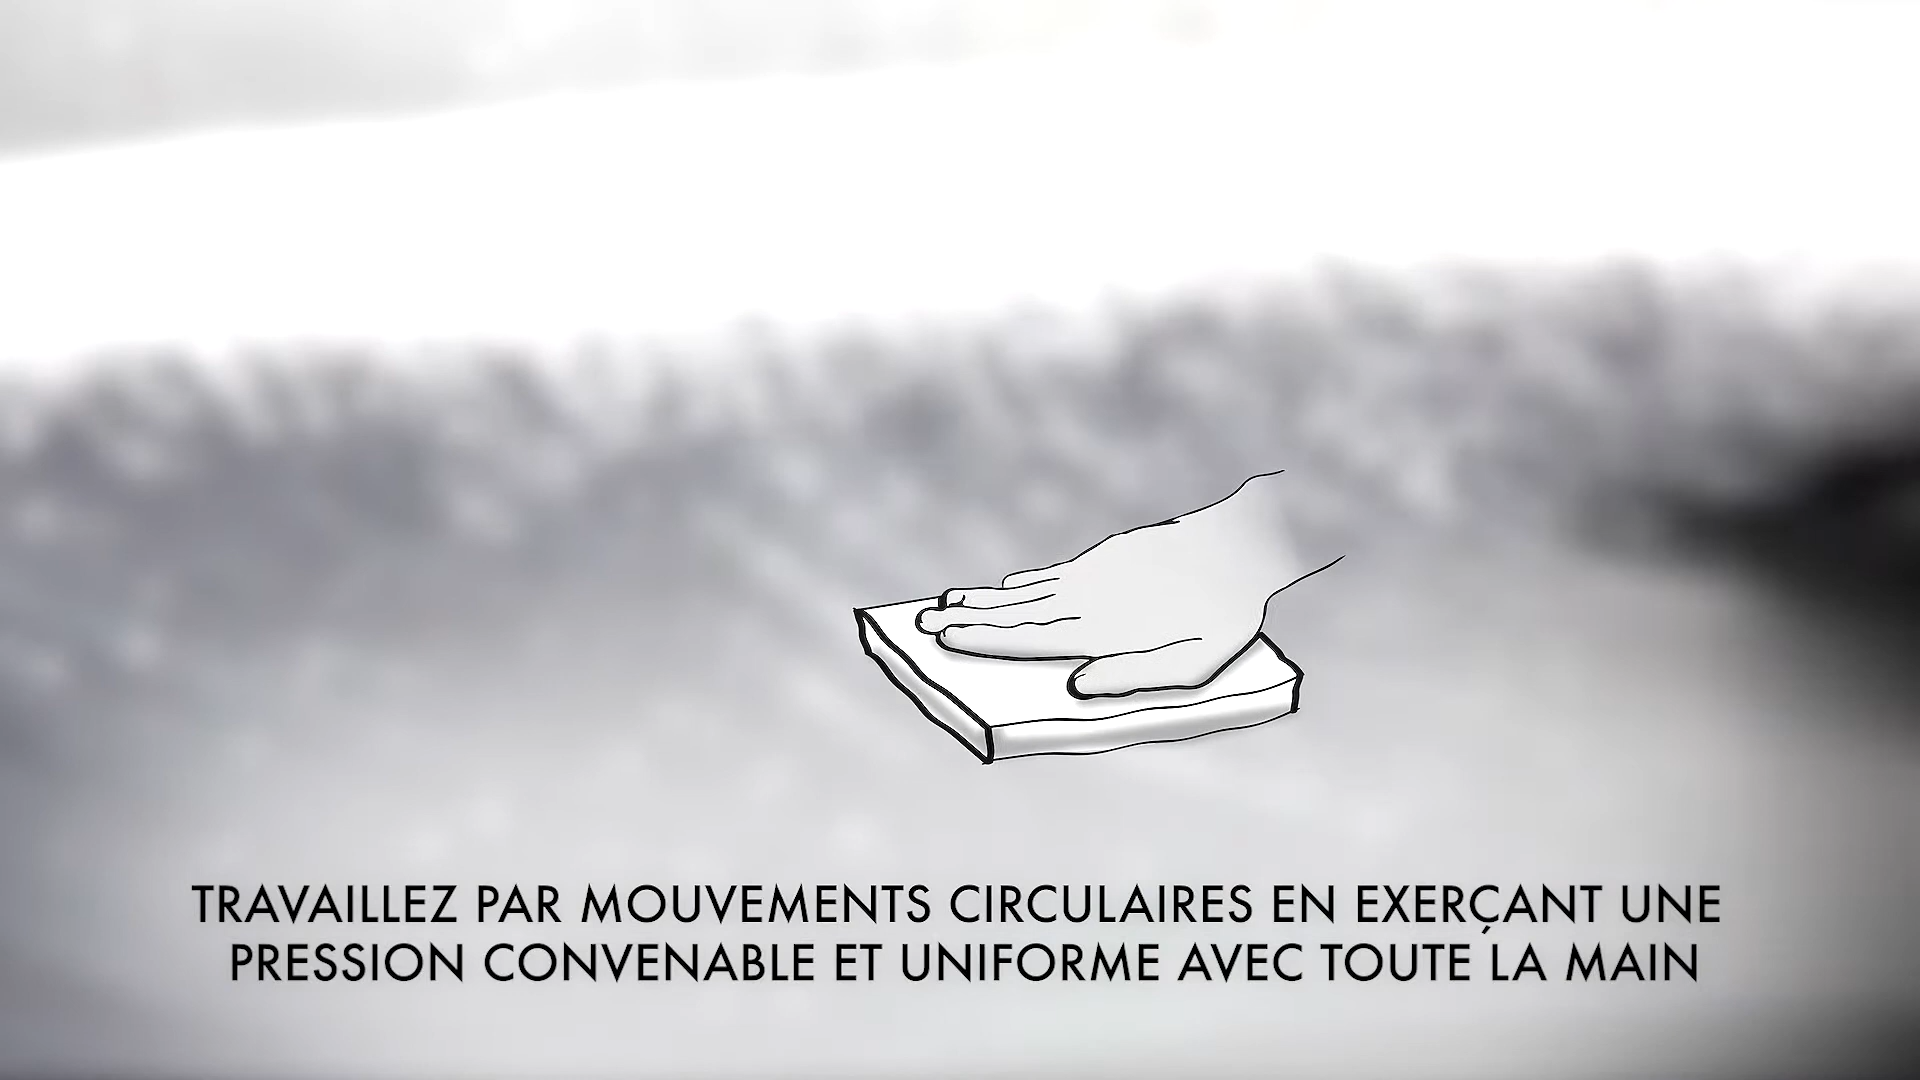 TRAVAILLEZ PAR MOUVEMENTS CIRCULAIRES EN EXERÇANT UNE
PRESSION CONVENABLE ET UNIFORME AVEC TOUTE LA MAIN